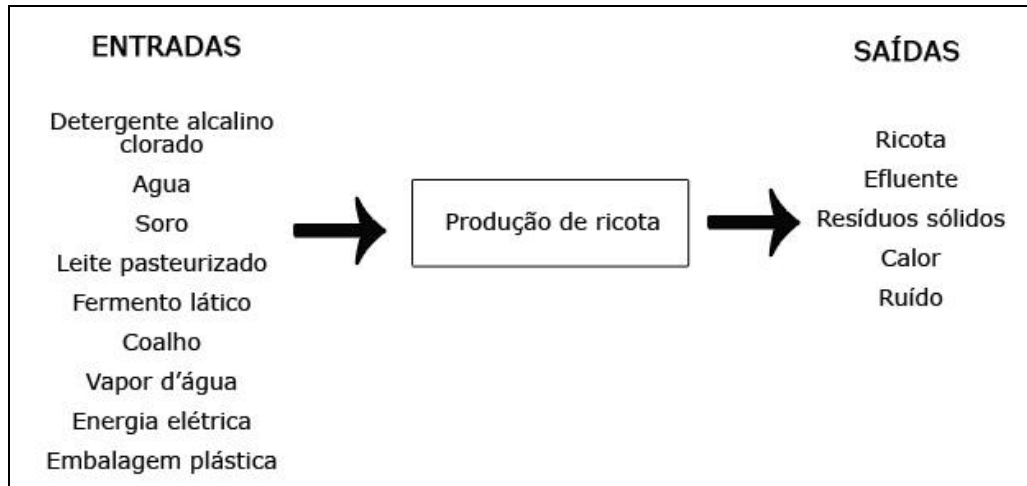 ENTRADAS
Detergente alcalino
clorado
Agua
Soro
Leite pasteurizado
Fermento lático
Coalho
Vapor d'água
Energia elétrica
Embalagem plástica
Produção de ricota
SAÍDAS
Ricota
Efluente
Resíduos sólidos
Calor
Ruído